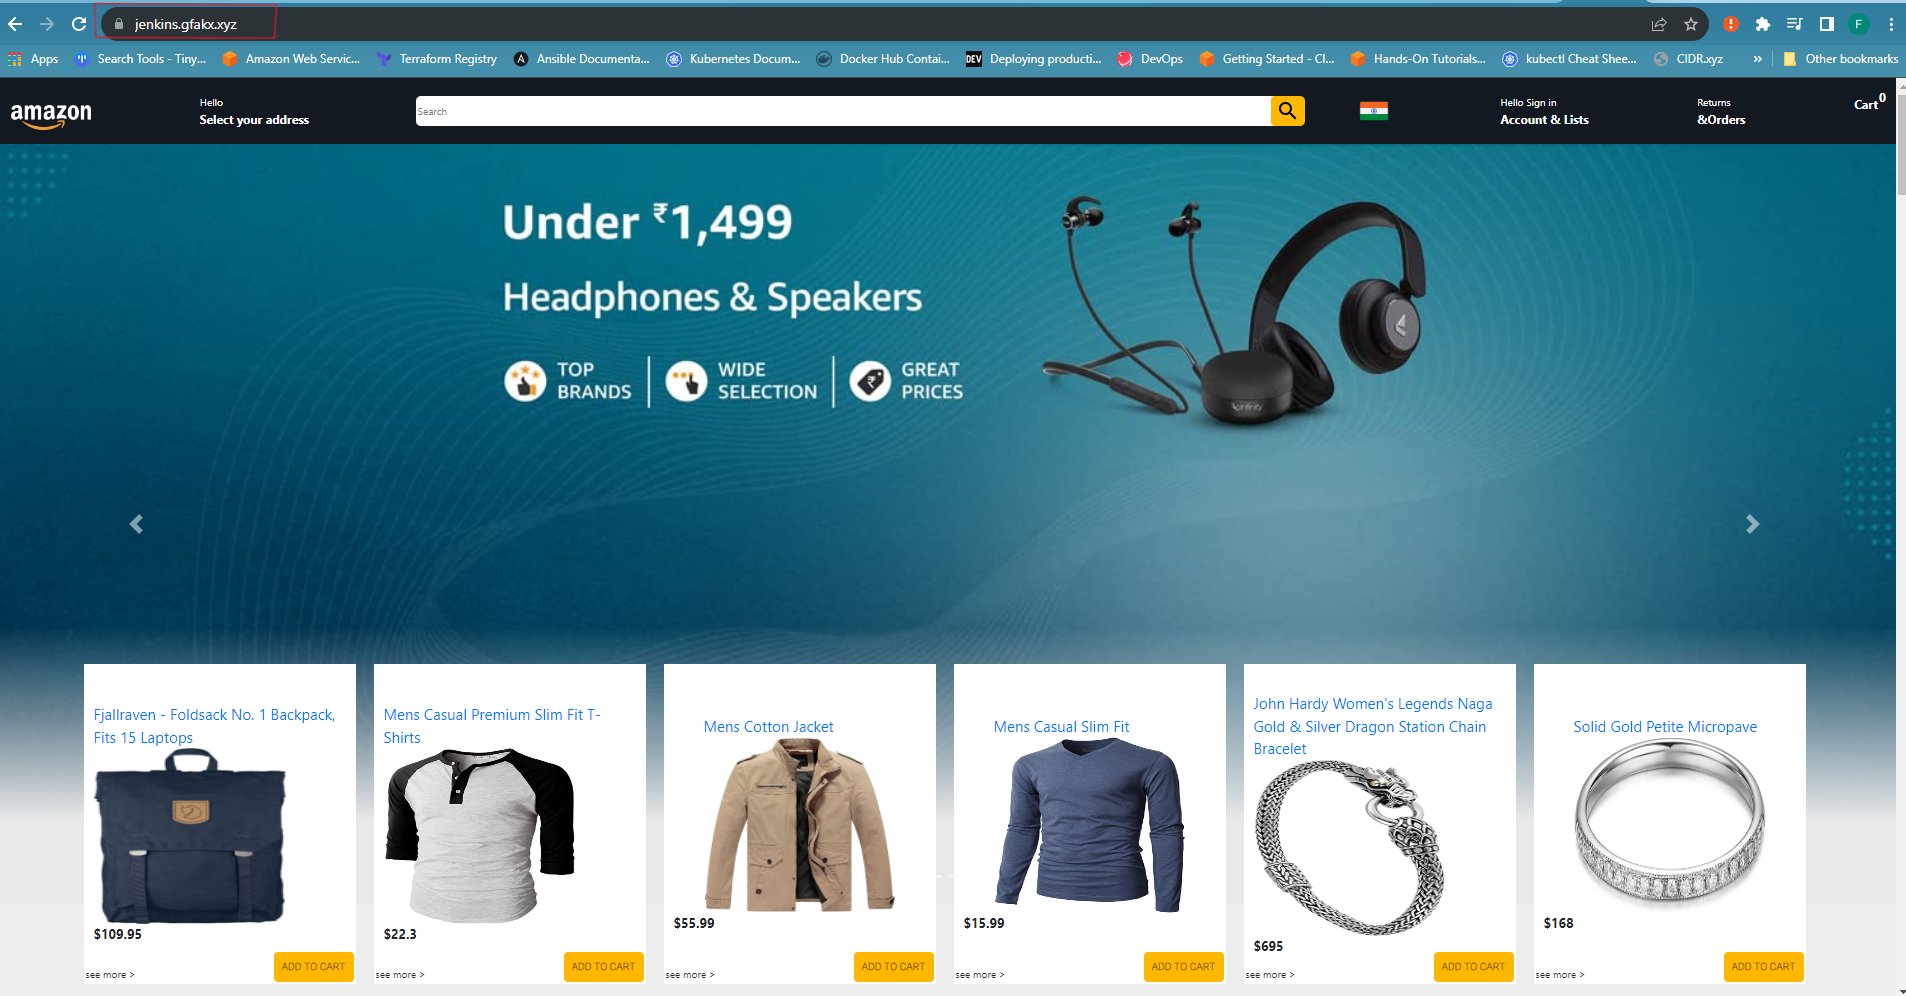 jenkins.gfakx.xyz
F
Apps
Search Tools - Tiny...
Amazon Web Servic...
Terraform Registry
A
Ansible Documenta...
Kubernetes Docum...
Docker Hub Contai...
DEV
Deploying producti...
DevOps
Getting Started - Cl...
Hands-On Tutorials...
kubectl Cheat Shee...
CIDR.xyz
»
Other bookmarks
amazon
Hello
Select your address
Search
Hello Sign in
Account & Lists
Returns
&Orders
Cart0
Under ₹1,499
Headphones & Speakers
TOP
BRANDS
WIDE
SELECTION
GREAT
PRICES
infinity
Fjallraven - Foldsack No. 1 Backpack,
Fits 15 Laptops
$109.95
see more >
ADD TO CART
Mens Casual Premium Slim Fit T-
Shirts
$22.3
see more >
ADD TO CART
Mens Cotton Jacket
$55.99
see more >
ADD TO CART
Mens Casual Slim Fit
$15.99
see more >
ADD TO CART
John Hardy Women's Legends Naga
Gold & Silver Dragon Station Chain
Bracelet
$695
see more >
ADD TO CART
Solid Gold Petite Micropave
$168
see more >
ADD TO CART